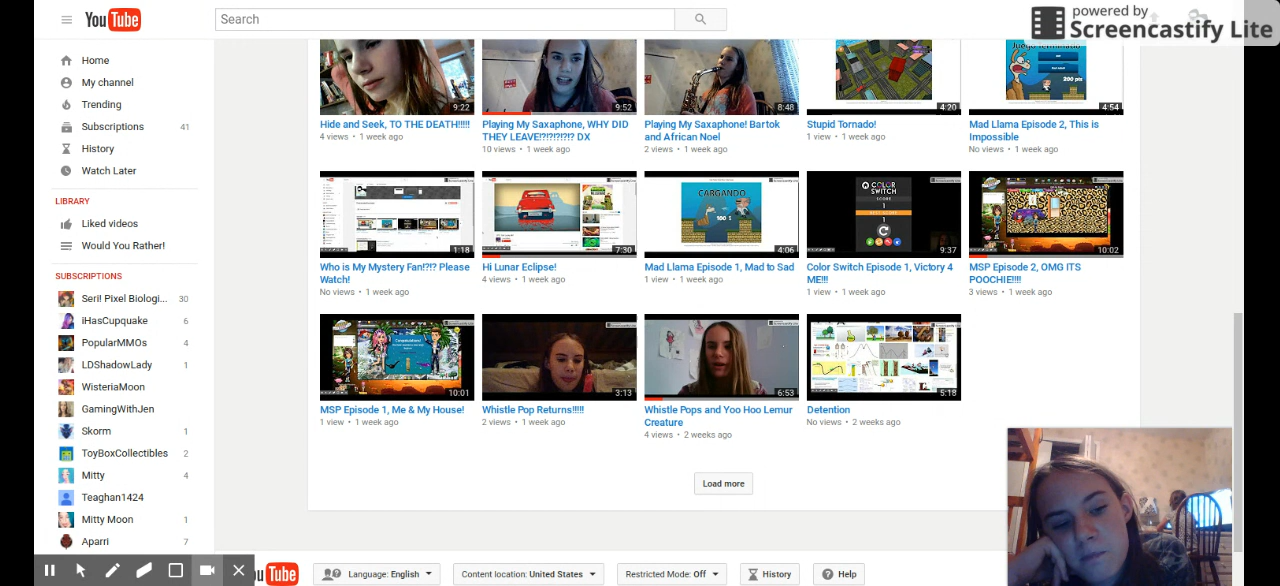 YouTube
Search
powered by
Screencastify Lite
Home
My channel
Trending
Subscriptions 41
History
Watch Later
LIBRARY
Liked videos
Would You Rather!
SUBSCRIPTIONS
Seri! Pixel Biologi... 30
iHasCupquake 6
PopularMMOs 4
LDShadowLady 1
WisteriaMoon
GamingWithJen
Skorm 1
ToyBoxCollectibles 2
Mitty 4
Teaghan1424
Mitty Moon 1
Aparri 7
9:22
Hide and Seek, TO THE DEATH!!!!!
4 views • 1 week ago
9:52
Playing My Saxaphone, WHY DID
THEY LEAVE!?!?!?!?!? DX
10 views • 1 week ago
8:48
Playing My Saxaphone! Bartok
and African Noel
2 views • 1 week ago
4:20
Stupid Tornado!
1 view • 1 week ago
Juego Terminado
200 pts
4:54
Mad Llama Episode 2, This is
Impossible
No views • 1 week ago
1:18
Who is My Mystery Fan!?!? Please
Watch!
No views • 1 week ago
7:30
Hi Lunar Eclipse!
4 views • 1 week ago
CARGANDO
4:06
Mad Llama Episode 1, Mad to Sad
1 view • 1 week ago
COLOR
SWITCH
SCORE
1
BEST SCORE
1
9:37
Color Switch Episode 1, Victory 4
ME!!!
1 view • 1 week ago
10:02
MSP Episode 2, OMG ITS
POOCHIE!!!!
3 views • 1 week ago
10:01
MSP Episode 1, Me & My House!
1 view • 1 week ago
3:13
Whistle Pop Returns!!!!!
2 views • 1 week ago
6:53
Whistle Pops and Yoo Hoo Lemur
Creature
4 views • 2 weeks ago
5:18
Detention
No views • 2 weeks ago
Load more
Language: English
Content location: United States
Restricted Mode: Off
History
Help